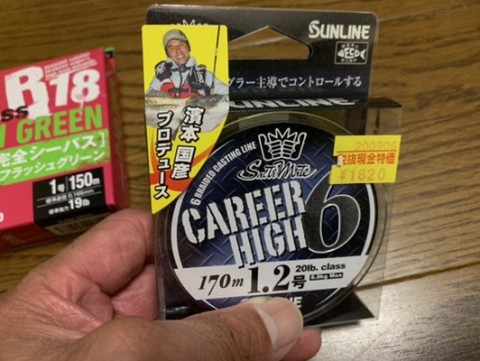 R18
完全シーバス]
フラッシュグリーン
1号 150m
19lb
SUNLINE
濱本国彦
プロデュース
グラー主導でコントロールする
SUNLINE
6 BRAIDED CASTING LINE
SALTIMATE
CAREER
HIGH 6
170m 1.2号
20lb. class
200904
税抜現金特価
¥1820